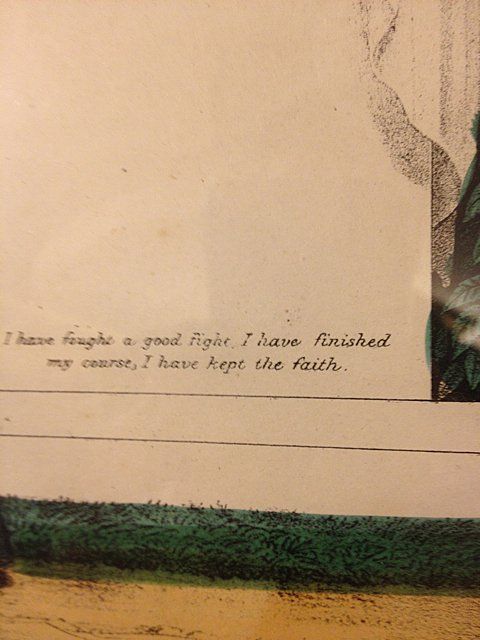 I have fought a good fight, I have finished
my course, I have kept the faith.